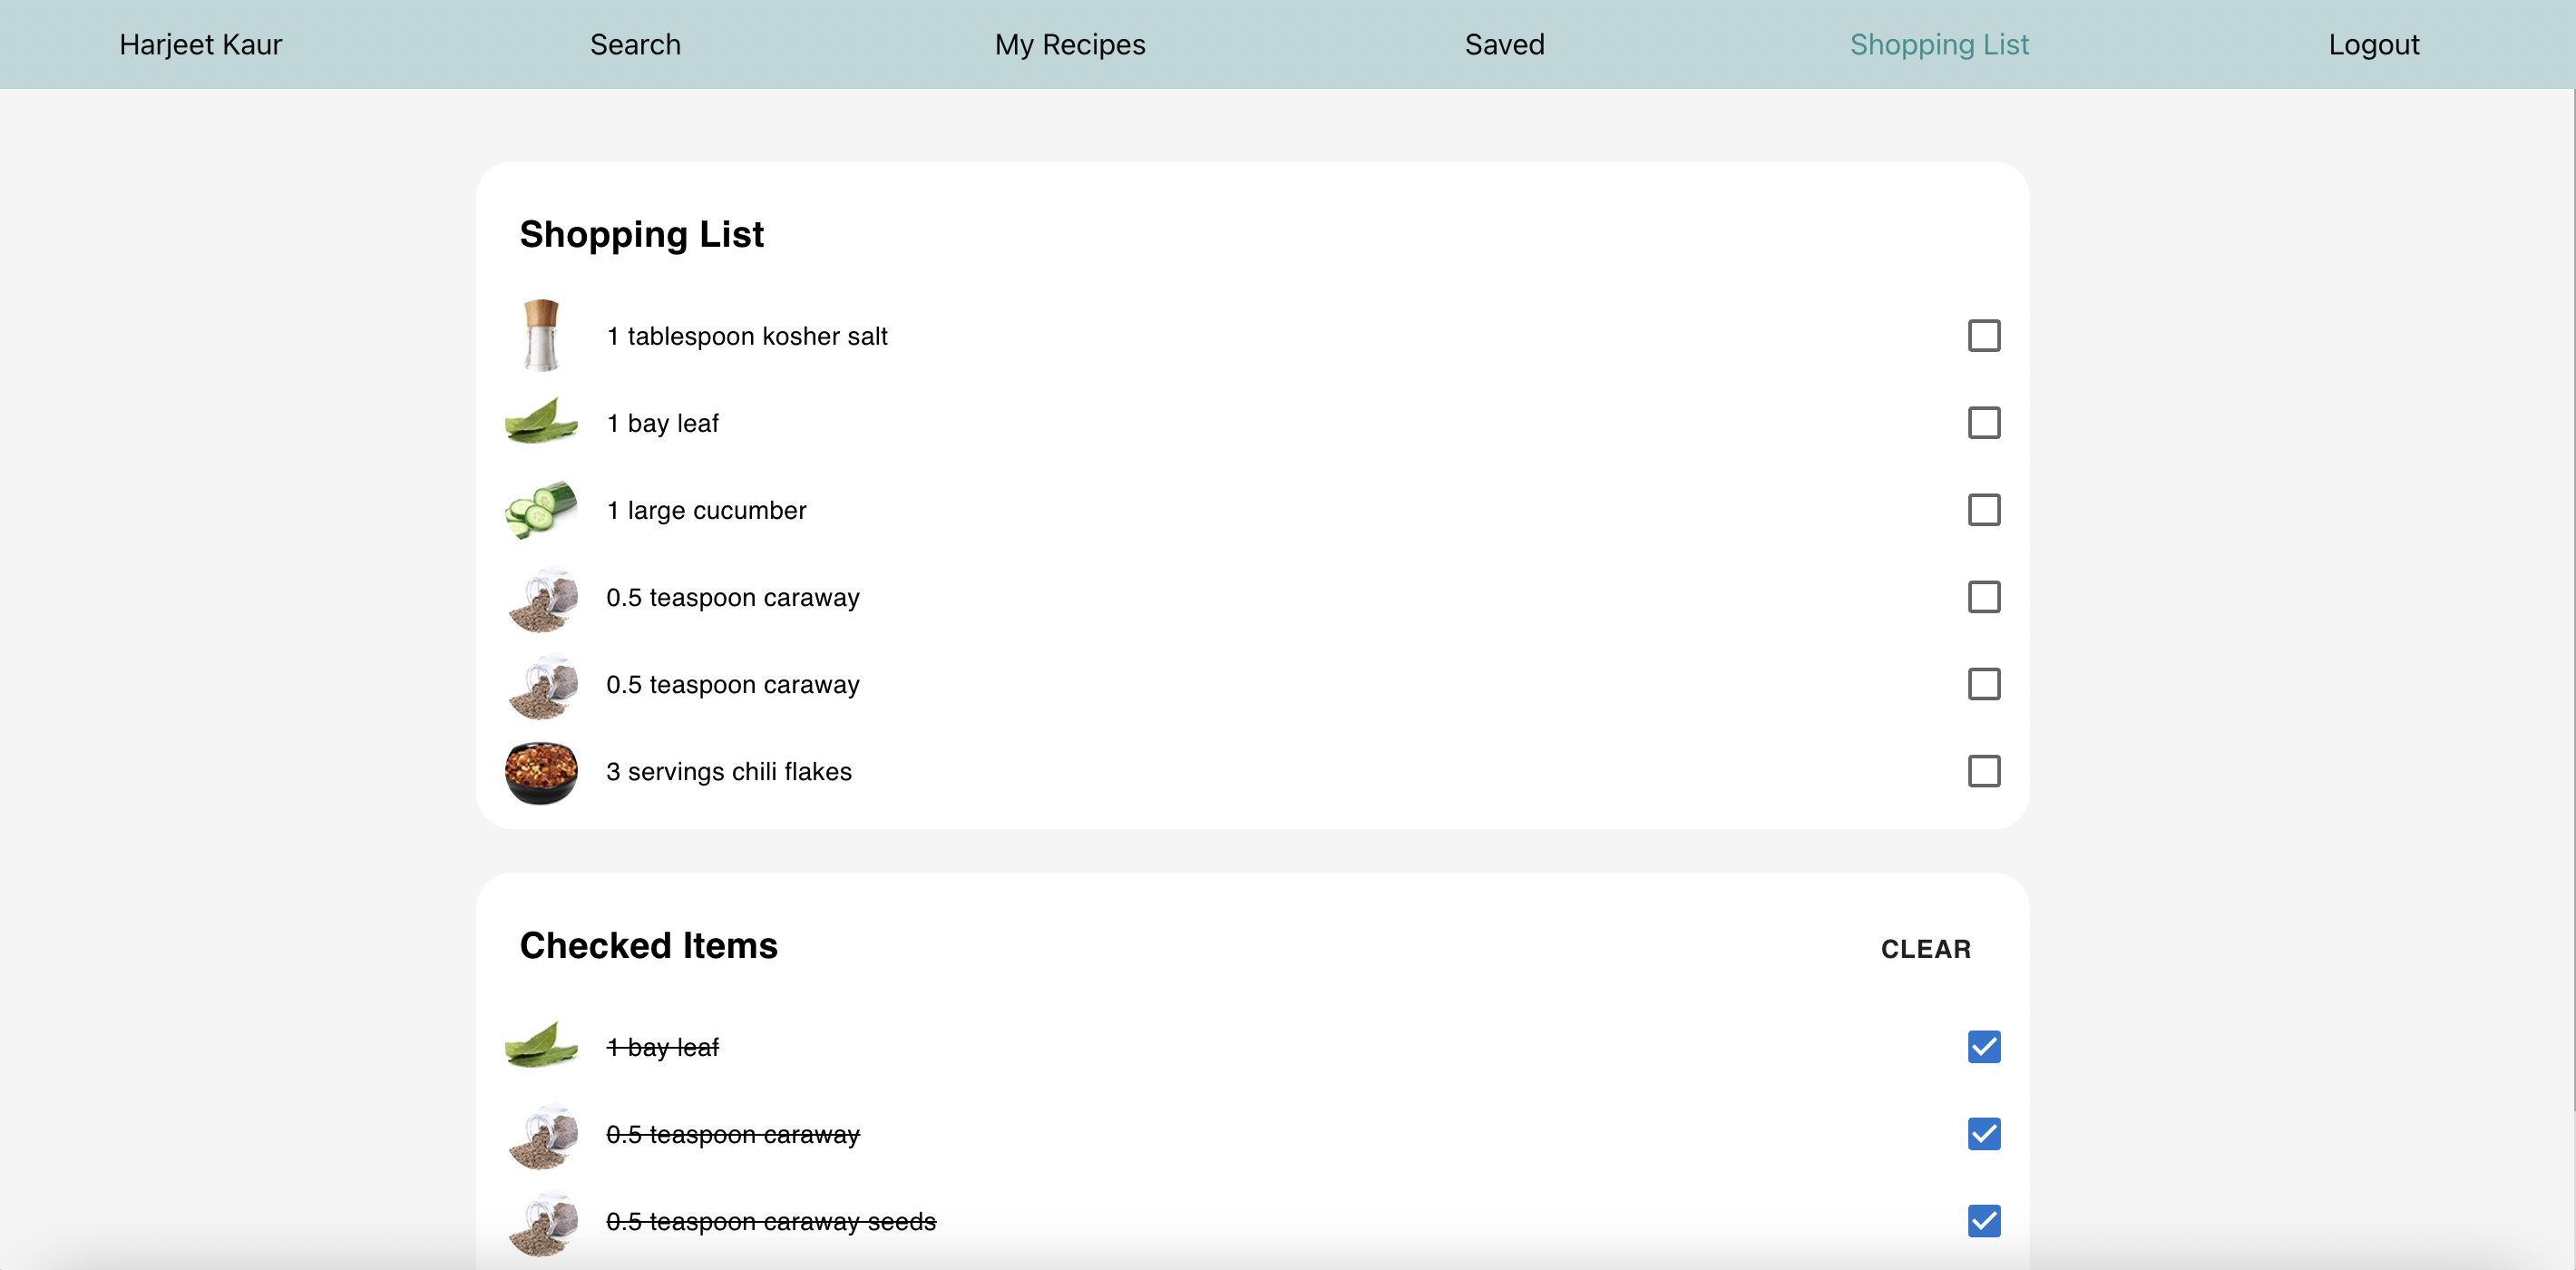 Harjeet Kaur Search My Recipes Saved Shopping List Logout
Shopping List
1 tablespoon kosher salt
1 bay leaf
1 large cucumber
0.5 teaspoon caraway
0.5 teaspoon caraway
3 servings chili flakes
Checked Items CLEAR
1 bay leaf
0.5 teaspoon caraway
0.5 teaspoon caraway seeds